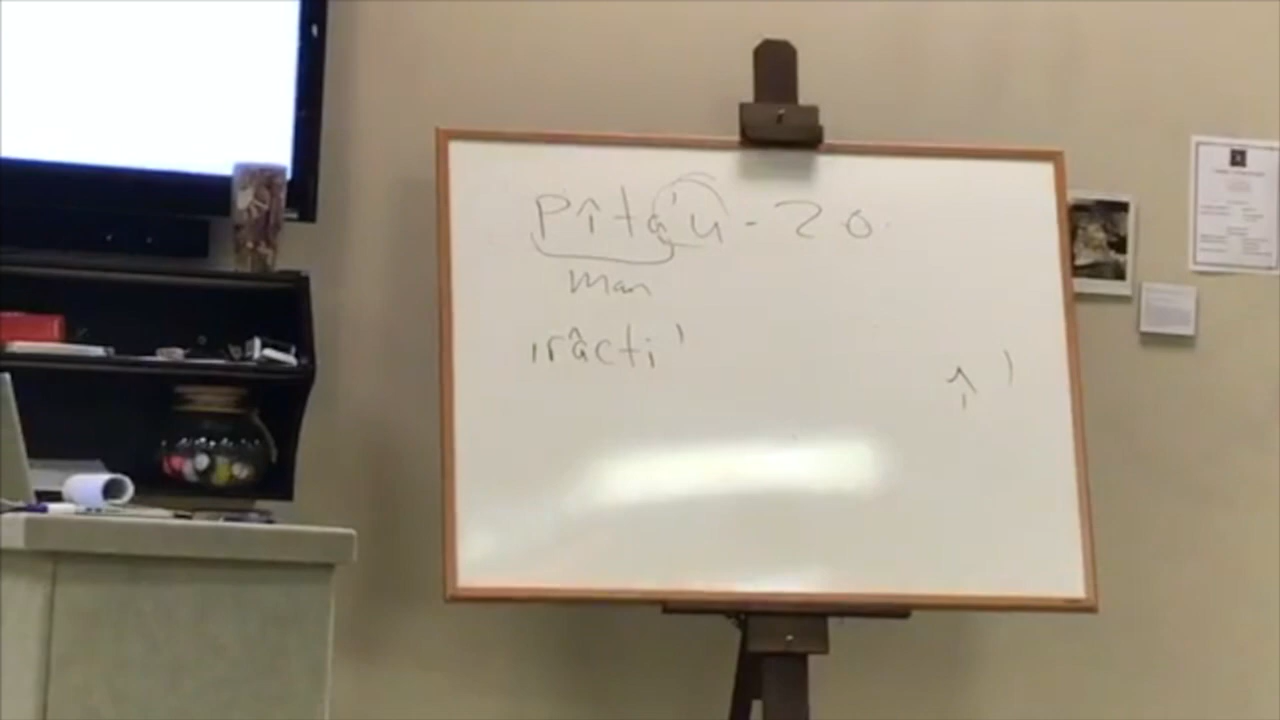 pîtá'u - 20
man
irâcti'
î '